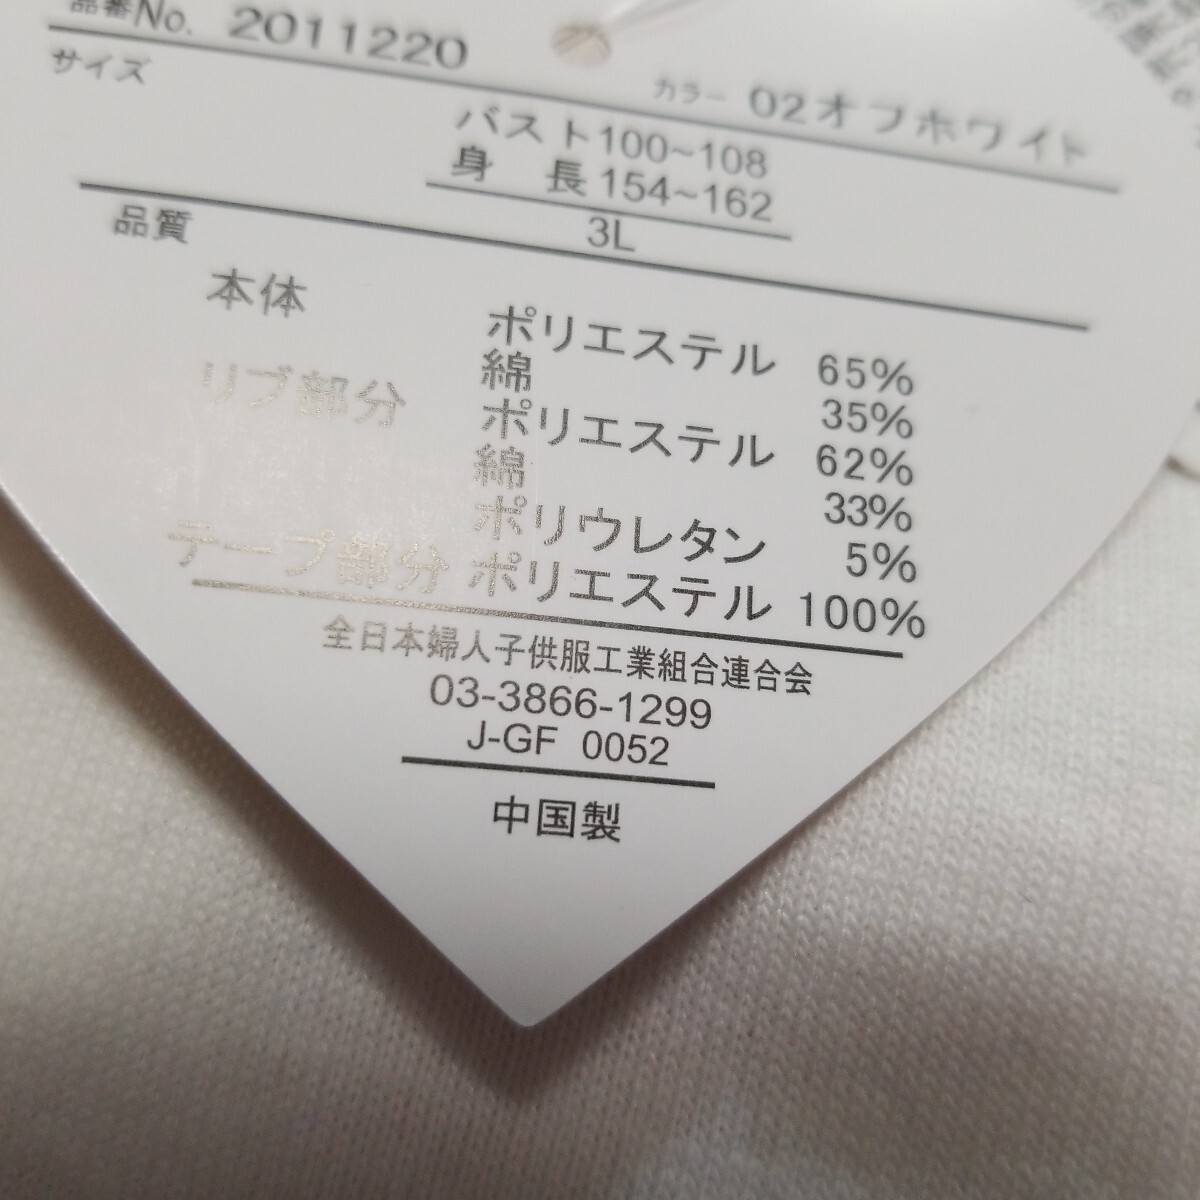 品番No. 2011220
カラー 02オフホワイト
サイズ
バスト100~108
身長154~162
3L
品質
本体 ポリエステル 65%
綿 35%
リブ部分 ポリエステル 62%
綿 33%
ポリウレタン 5%
テープ部分 ポリエステル 100%
全日本婦人子供服工業組合連合会
03-3866-1299
J-GF 0052
中国製